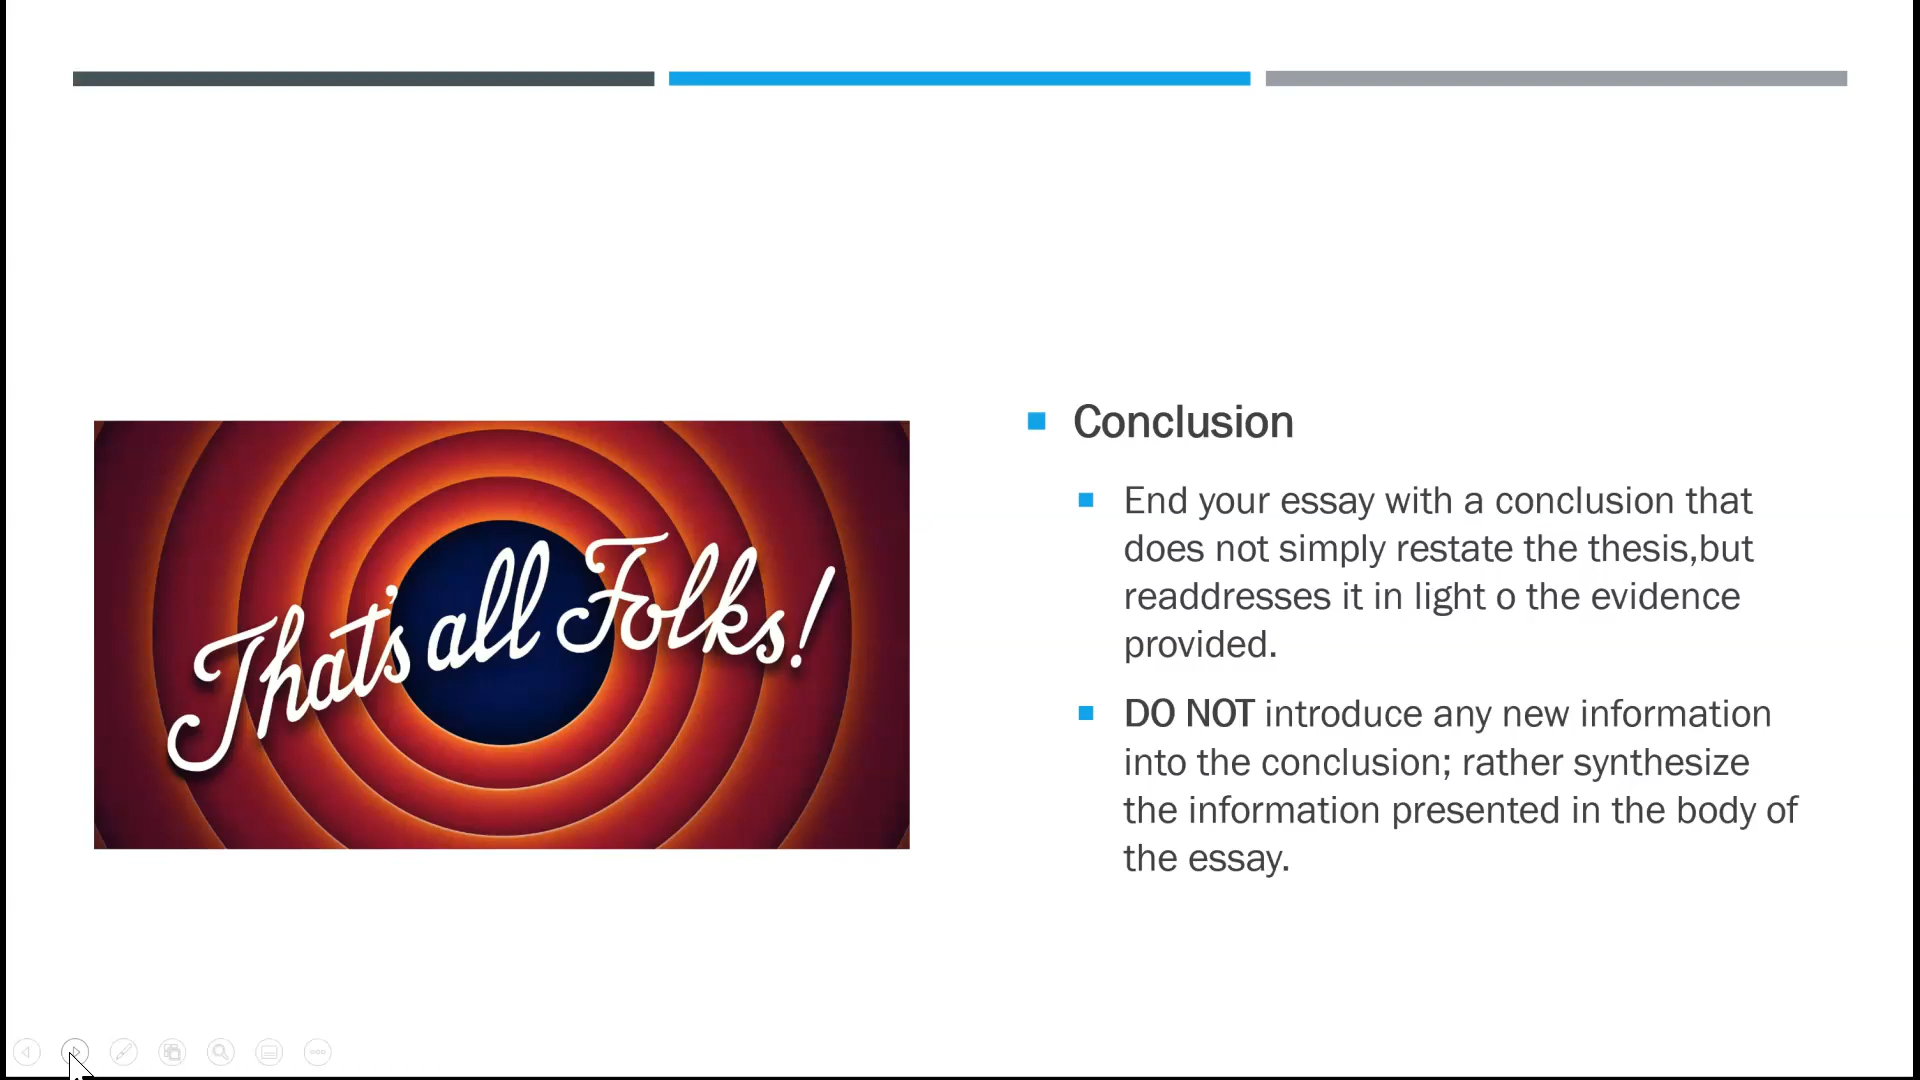 That's all Folks!
Conclusion
End your essay with a conclusion that
does not simply restate the thesis,but
readdresses it in light o the evidence
provided.
DO NOT introduce any new information
into the conclusion; rather synthesize
the information presented in the body of
the essay.